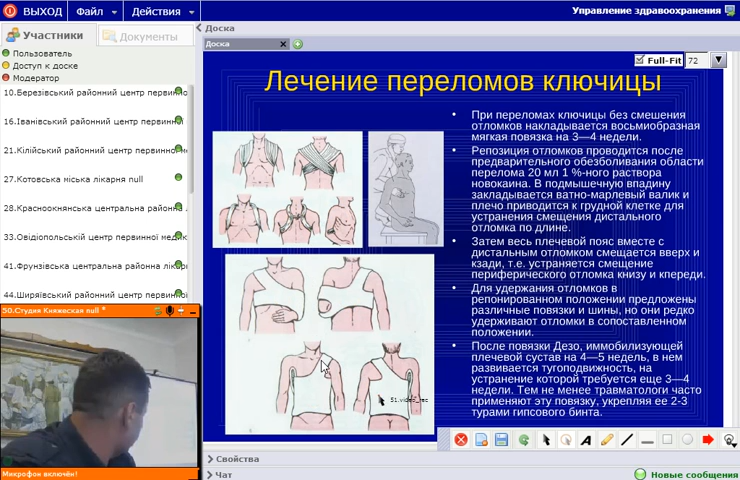 ВЫХОД
Файл
Действия
Управление здравоохранения
Участники
Документы
Пользователь
Доступ к доске
Модератор
10.Березівський районний центр первинно
16.Іванівський районний центр первинної
21.Кілійський районний центр первинної ме
27.Котовська міська лікарня null
28.Красноокнянська центральна районна
33.Овідіопольській центр первинної медик
41.Фрунзівська центральна районна лікар
44.Ширяївський районний центр первинної
50.Студия Княжеская null *
Микрофон включён!
Доска
Доска
Full-Fit
72
Лечение переломов ключицы
• При переломах ключицы без смешения
отломков накладывается восьмиобразная
мягкая повязка на 3—4 недели.
• Репозиция отломков проводится после
предварительного обезболивания области
перелома 20 мл 1 %-ного раствора
новокаина. В подмышечную впадину
закладывается ватно-марлевый валик и
плечо приводится к грудной клетке для
устранения смещения дистального
отломка по длине.
• Затем весь плечевой пояс вместе с
дистальным отломком смещается вверх и
кзади, т.е. устраняется смещение
периферического отломка книзу и кпереди.
• Для удержания отломков в
репонированном положении предложены
различные повязки и шины, но они редко
удерживают отломки в сопоставленном
положении.
• После повязки Дезо, иммобилизующей
плечевой сустав на 4—5 недель, в нем
развивается тугоподвижность, на
устранение которой требуется еще 3—4
недели. Тем не менее травматологи часто
применяют эту повязку, укрепляя ее 2-3
турами гипсового бинта.
51.video_rec
Свойства
Чат
Новые сообщения